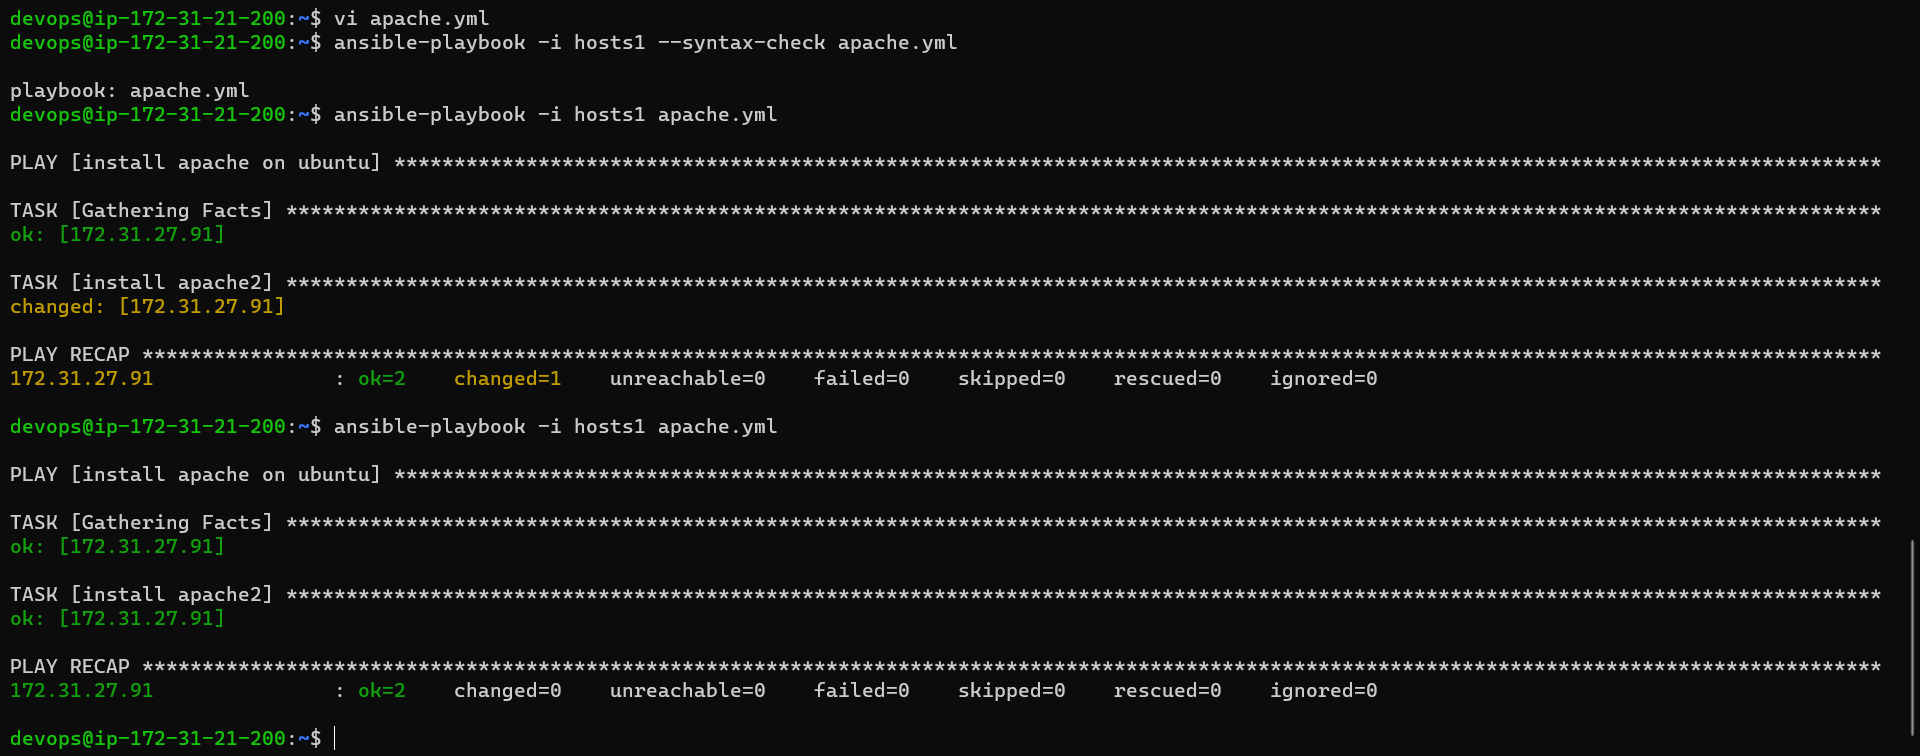 devops@ip-172-31-21-200:~$ vi apache.yml
devops@ip-172-31-21-200:~$ ansible-playbook -i hosts1 --syntax-check apache.yml
playbook: apache.yml
devops@ip-172-31-21-200:~$ ansible-playbook -i hosts1 apache.yml
PLAY [install apache on ubuntu] ****************************************************************************************************************************
TASK [Gathering Facts] *************************************************************************************************************************************
ok: [172.31.27.91]
TASK [install apache2] *************************************************************************************************************************************
changed: [172.31.27.91]
PLAY RECAP *************************************************************************************************************************************************
172.31.27.91               : ok=2    changed=1    unreachable=0    failed=0    skipped=0    rescued=0    ignored=0
devops@ip-172-31-21-200:~$ ansible-playbook -i hosts1 apache.yml
PLAY [install apache on ubuntu] ****************************************************************************************************************************
TASK [Gathering Facts] *************************************************************************************************************************************
ok: [172.31.27.91]
TASK [install apache2] *************************************************************************************************************************************
ok: [172.31.27.91]
PLAY RECAP *************************************************************************************************************************************************
172.31.27.91               : ok=2    changed=0    unreachable=0    failed=0    skipped=0    rescued=0    ignored=0
devops@ip-172-31-21-200:~$